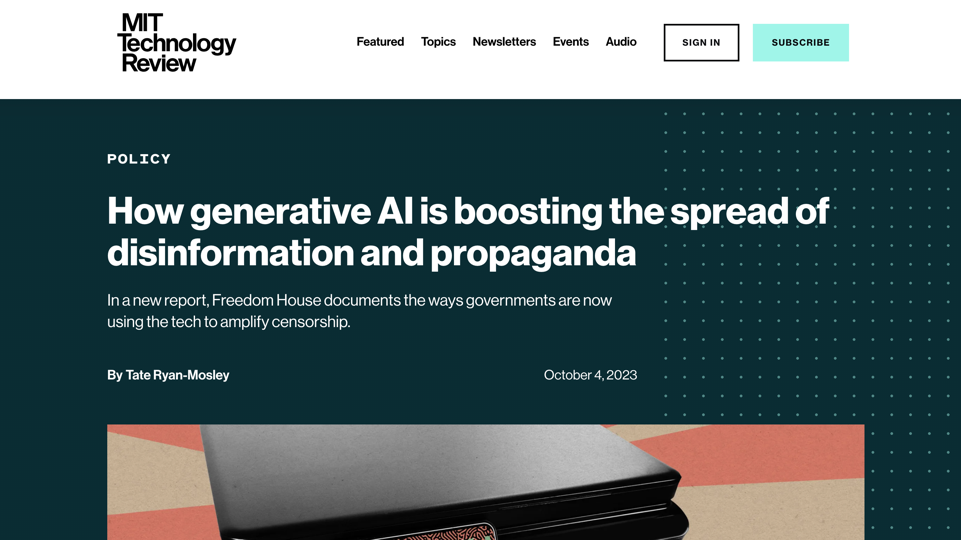 MIT
Technology
Review
Featured Topics Newsletters Events Audio SIGN IN SUBSCRIBE
POLICY
How generative AI is boosting the spread of
disinformation and propaganda
In a new report, Freedom House documents the ways governments are now
using the tech to amplify censorship.
By Tate Ryan-Mosley October 4, 2023